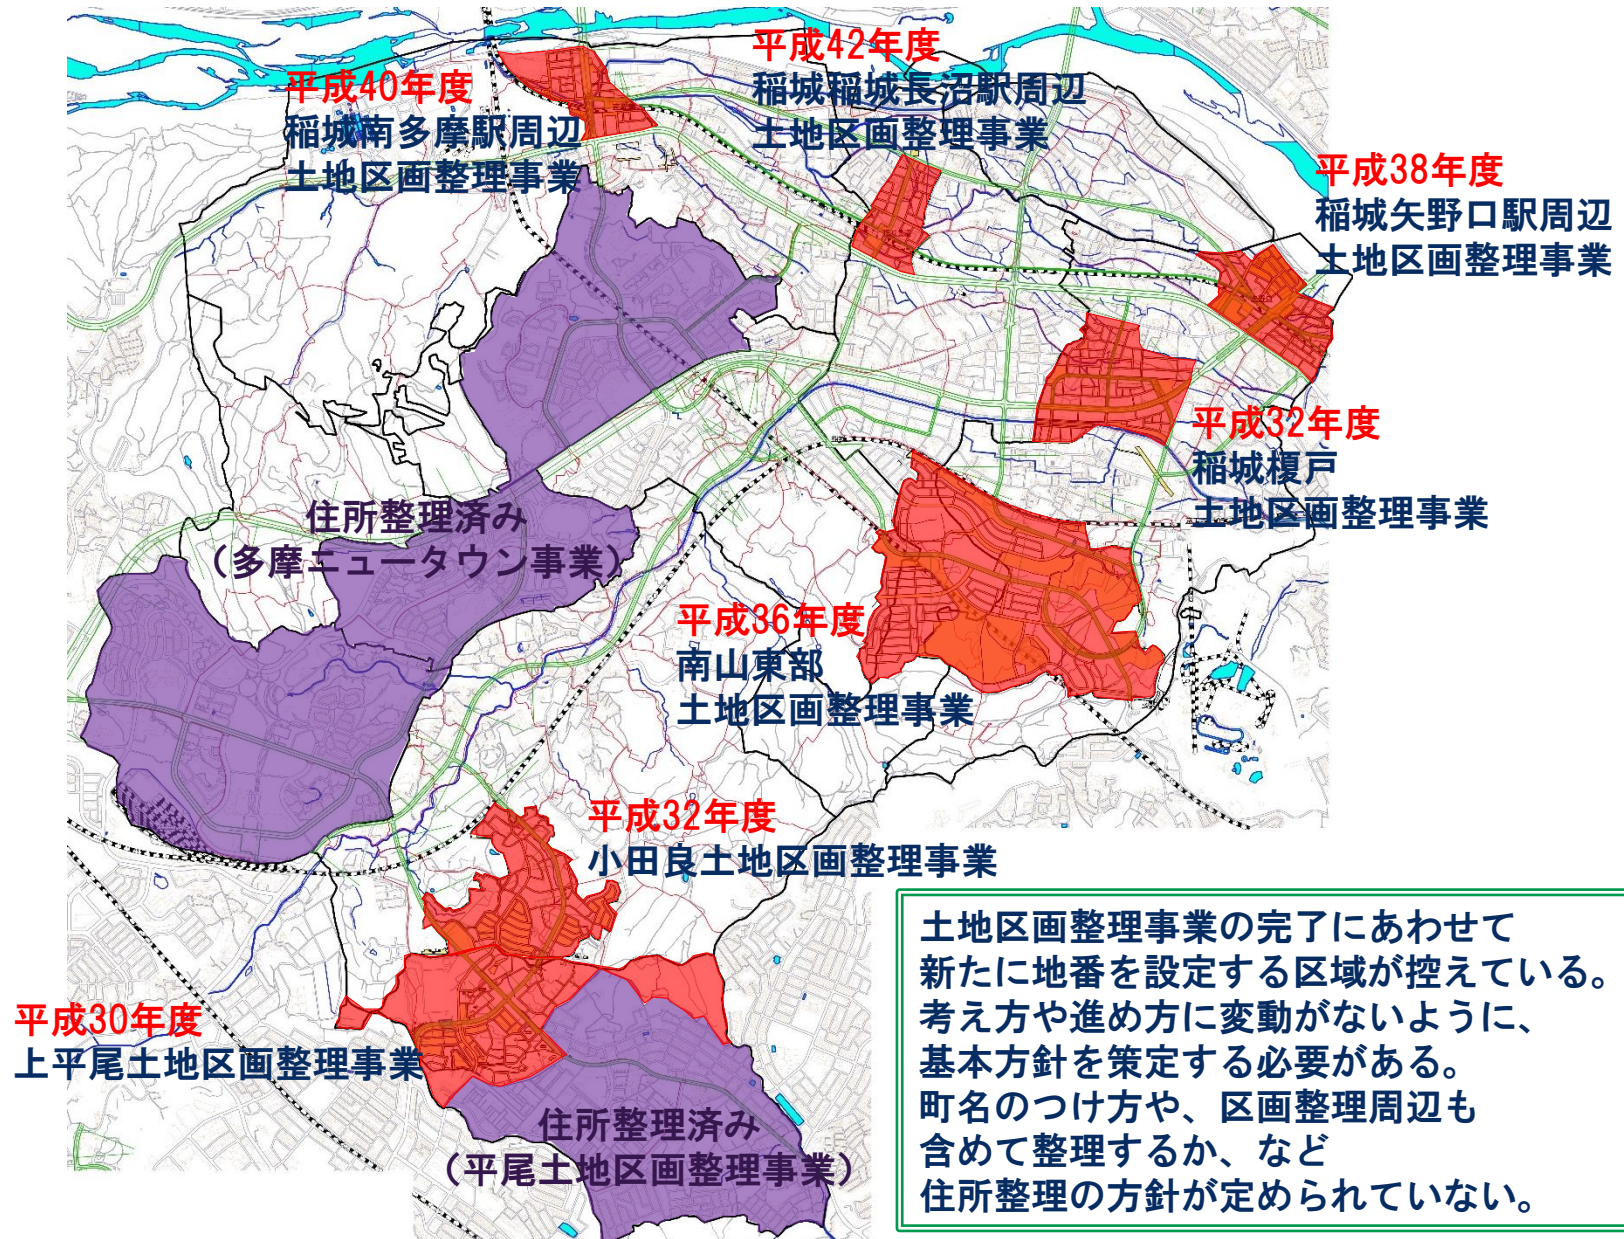 平成40年度
稲城南多摩駅周辺
土地区画整理事業
平成42年度
稲城稲城長沼駅周辺
土地区画整理事業
平成38年度
稲城矢野口駅周辺
土地区画整理事業
平成32年度
稲城榎戸
土地区画整理事業
住所整理済み
（多摩ニュータウン事業）
平成36年度
南山東部
土地区画整理事業
平成32年度
小田良土地区画整理事業
平成30年度
上平尾土地区画整理事業
住所整理済み
（平尾土地区画整理事業）
土地区画整理事業の完了にあわせて
新たに地番を設定する区域が控えている。
考え方や進め方に変動がないように、
基本方針を策定する必要がある。
町名のつけ方や、区画整理周辺も
含めて整理するか、など
住所整理の方針が定められていない。